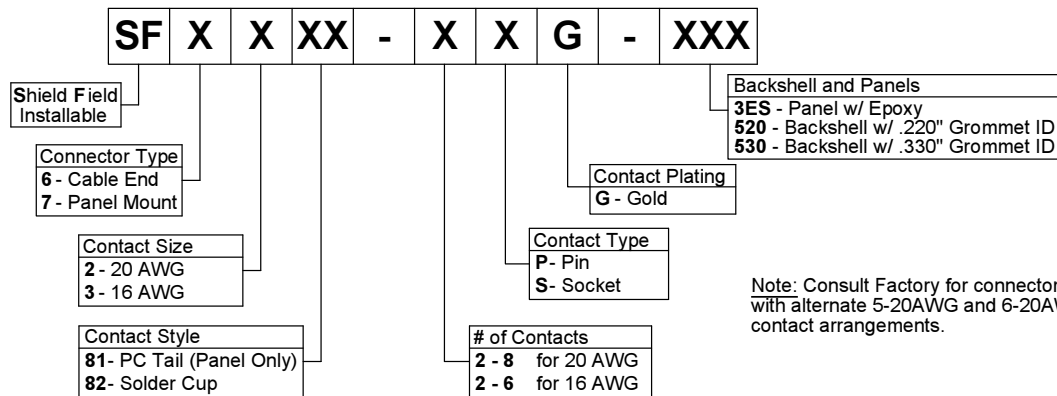 SF X X XX - X X G - XXX
Shield Field
Installable
Connector Type
6 - Cable End
7 - Panel Mount
Contact Size
2 - 20 AWG
3 - 16 AWG
Contact Style
81- PC Tail (Panel Only)
82- Solder Cup
# of Contacts
2 - 8 for 20 AWG
2 - 6 for 16 AWG
Contact Type
P- Pin
S- Socket
Contact Plating
G - Gold
Backshell and Panels
3ES - Panel w/ Epoxy
520 - Backshell w/ .220" Grommet ID
530 - Backshell w/ .330" Grommet ID
Note: Consult Factory for connector
with alternate 5-20AWG and 6-20AW
contact arrangements.